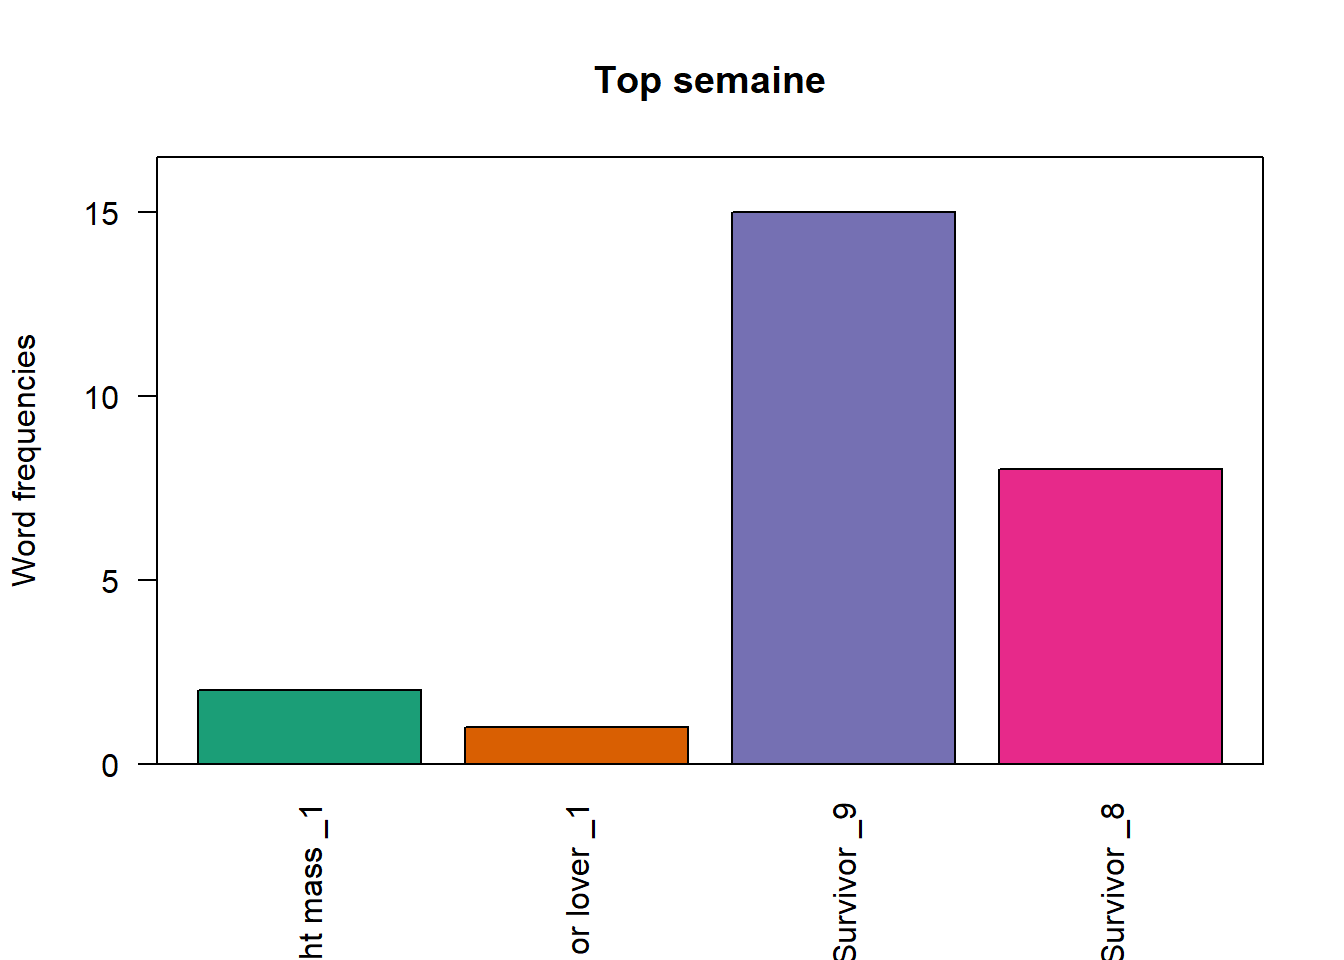 Top semaine
Word frequencies
15
10
5
0
ht mass _1
or lover _1
Survivor _9
Survivor _8